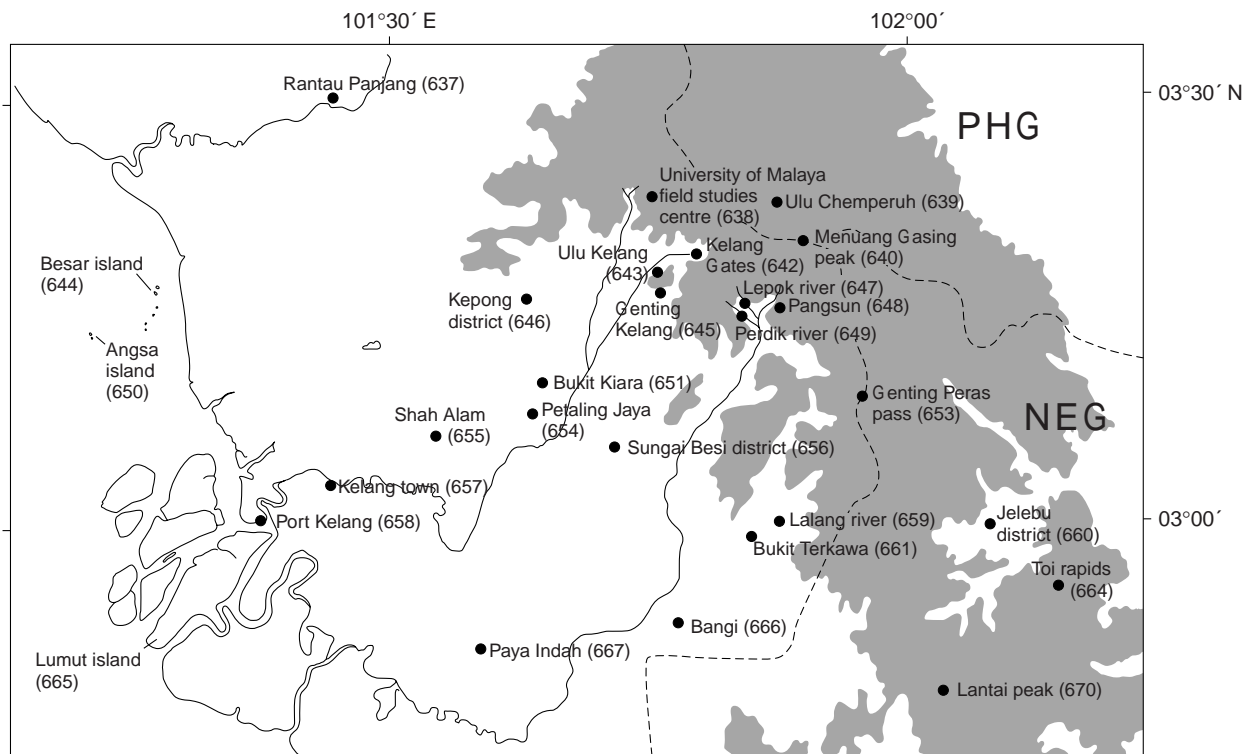 101°30´ E
102°00´
Rantau Panjang (637)
03°30´ N
PHG
University of Malaya
field studies
centre (638)
Ulu Chemperuh (639)
Menuang Gasing
peak (640)
Kelang
Gates (642)
Ulu Kelang
(643)
Besar island
(644)
Lepok river (647)
Kepong
district (646)
Genting
Kelang (645)
Pangsun (648)
Perdik river (649)
Angsa
island
(650)
Bukit Kiara (651)
Genting Peras
pass (653)
NEG
Petaling Jaya
(654)
Shah Alam
(655)
Sungai Besi district (656)
Kelang town (657)
Port Kelang (658)
Lalang river (659)
Jelebu
district (660)
03°00´
Bukit Terkawa (661)
Toi rapids
(664)
Bangi (666)
Paya Indah (667)
Lumut island
(665)
Lantai peak (670)